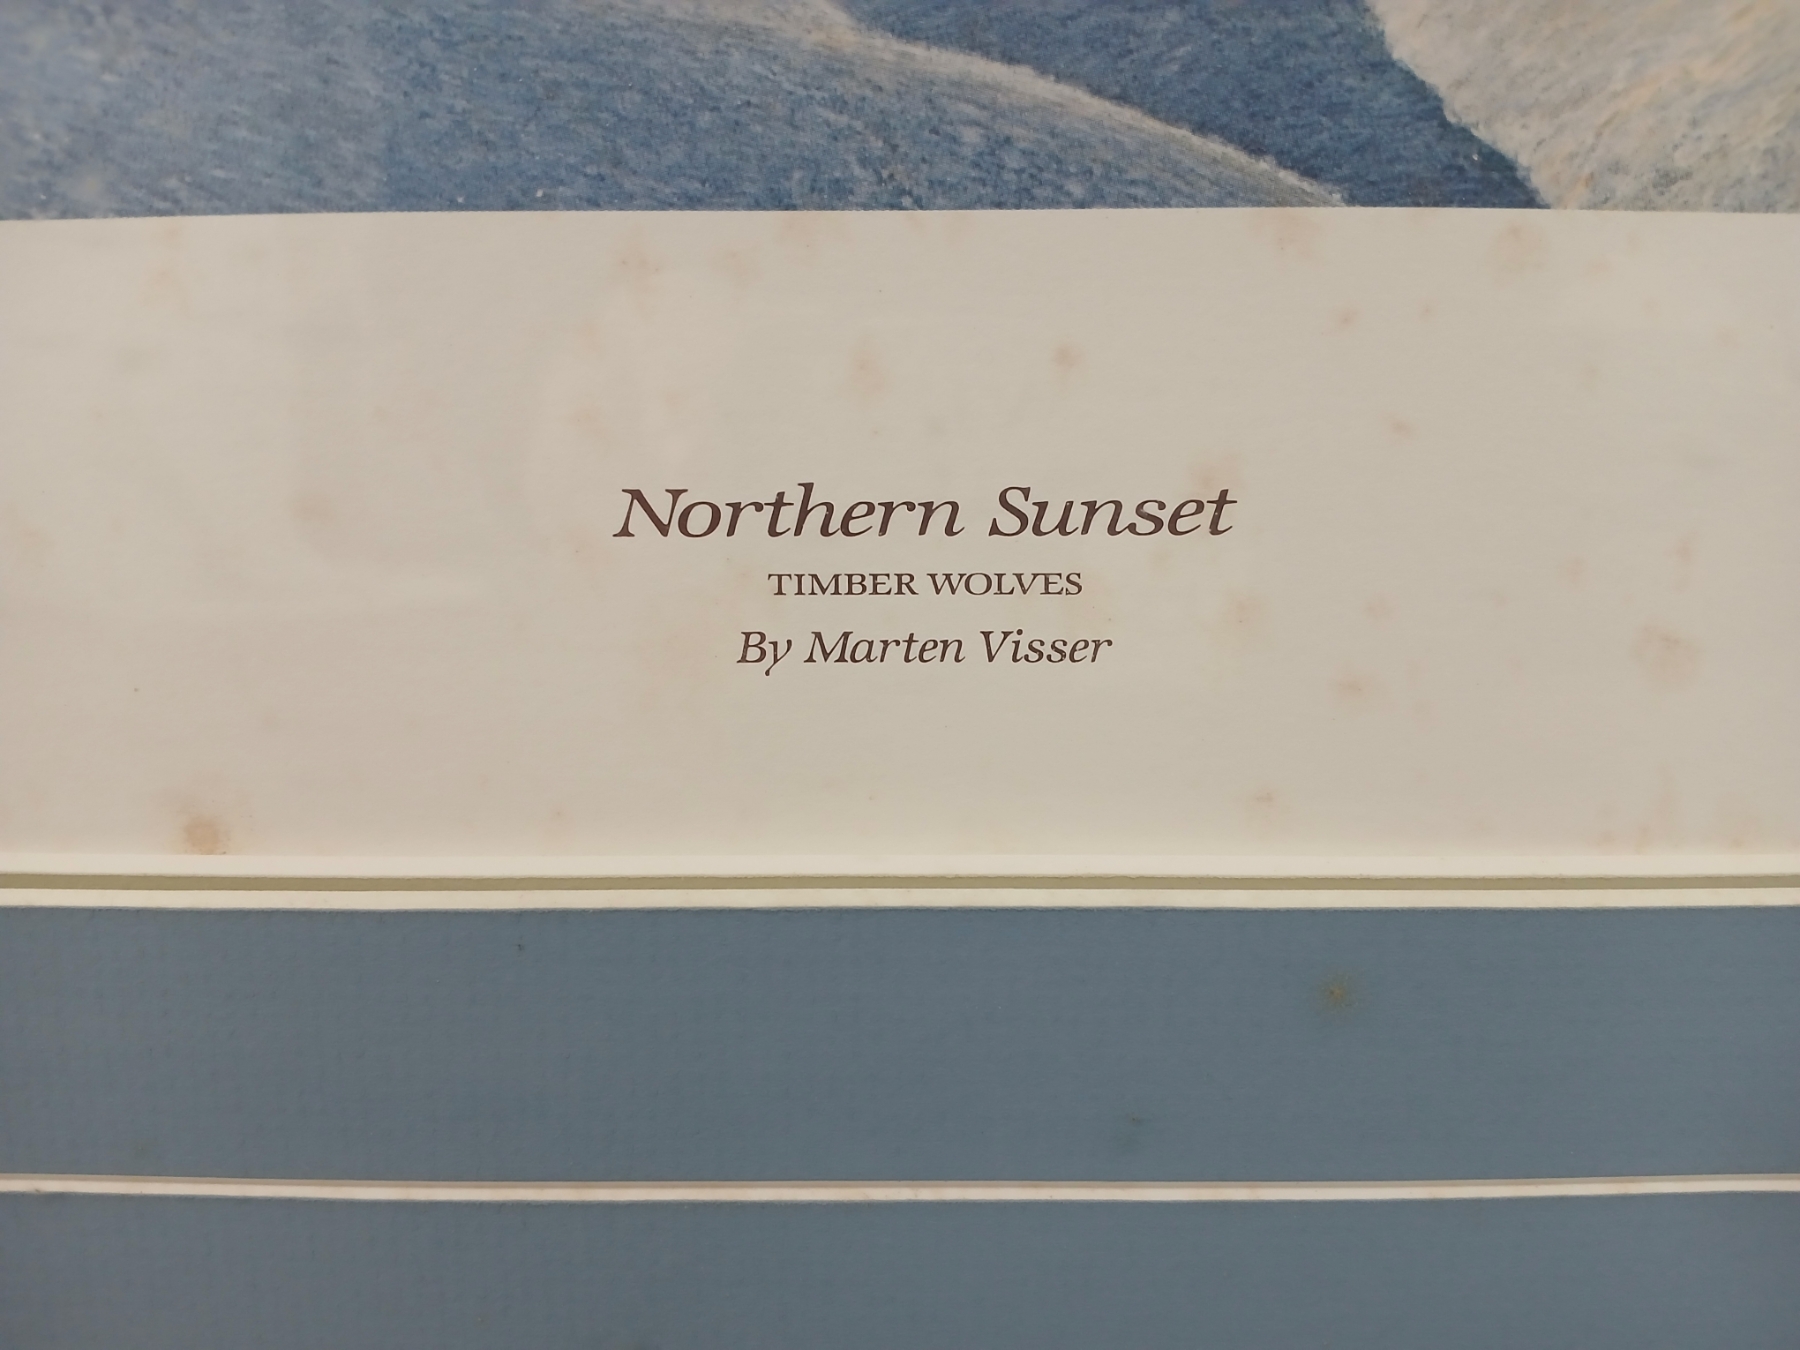 Northern Sunset
TIMBER WOLVES
By Marten Visser